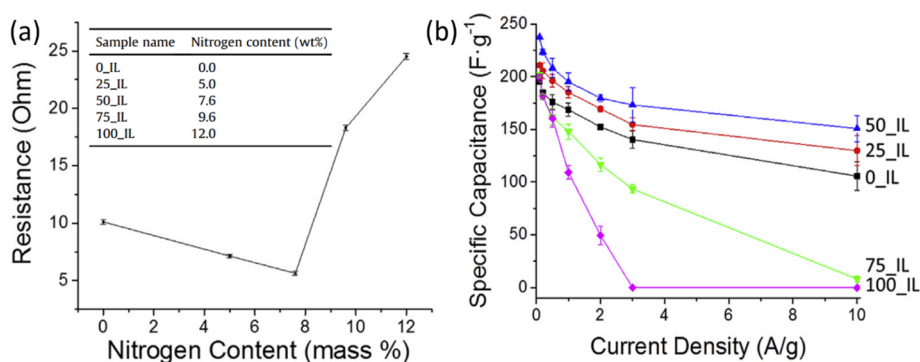 (a)
Sample name Nitrogen content (wt%)
0_IL 0.0
25_IL 5.0
50_IL 7.6
75_IL 9.6
100_IL 12.0
Resistance (Ohm)
25
20
15
10
5
0 2 4 6 8 10 12
Nitrogen Content (mass %)
(b)
Specific Capacitance (F·g⁻¹)
250
200
150
100
50
0
50_IL
25_IL
0_IL
75_IL
100_IL
0 2 4 6 8 10
Current Density (A/g)